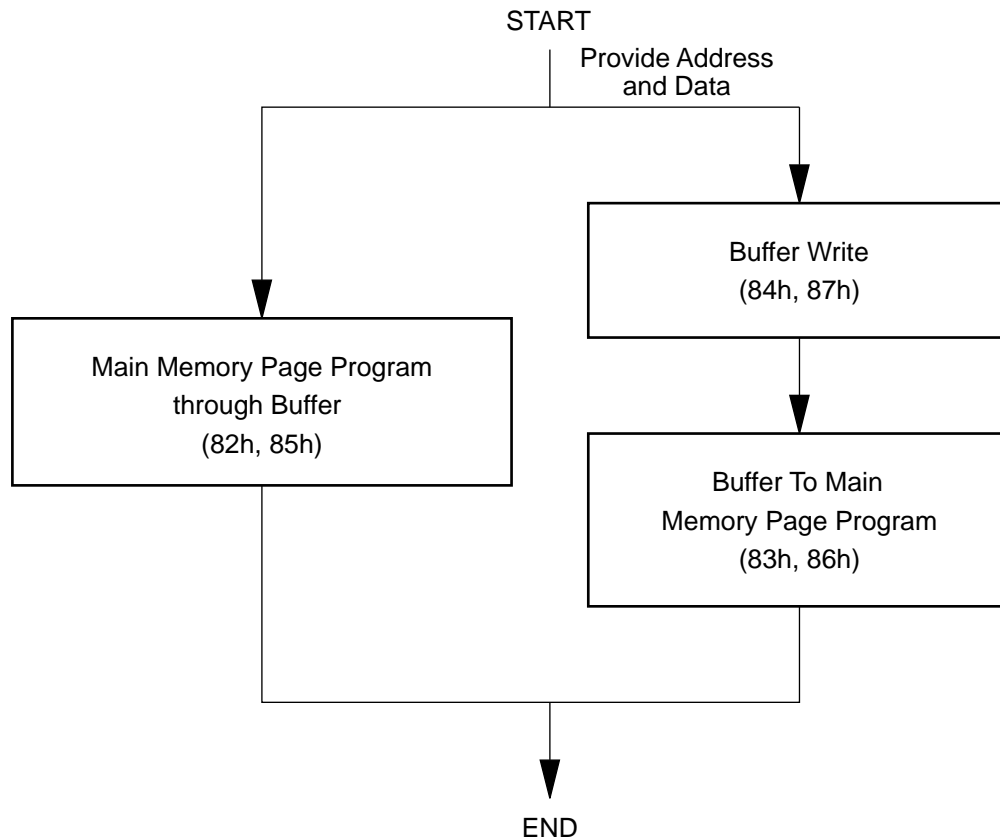 START
Provide Address
and Data
Buffer Write
(84h, 87h)
Main Memory Page Program
through Buffer
(82h, 85h)
Buffer To Main
Memory Page Program
(83h, 86h)
END